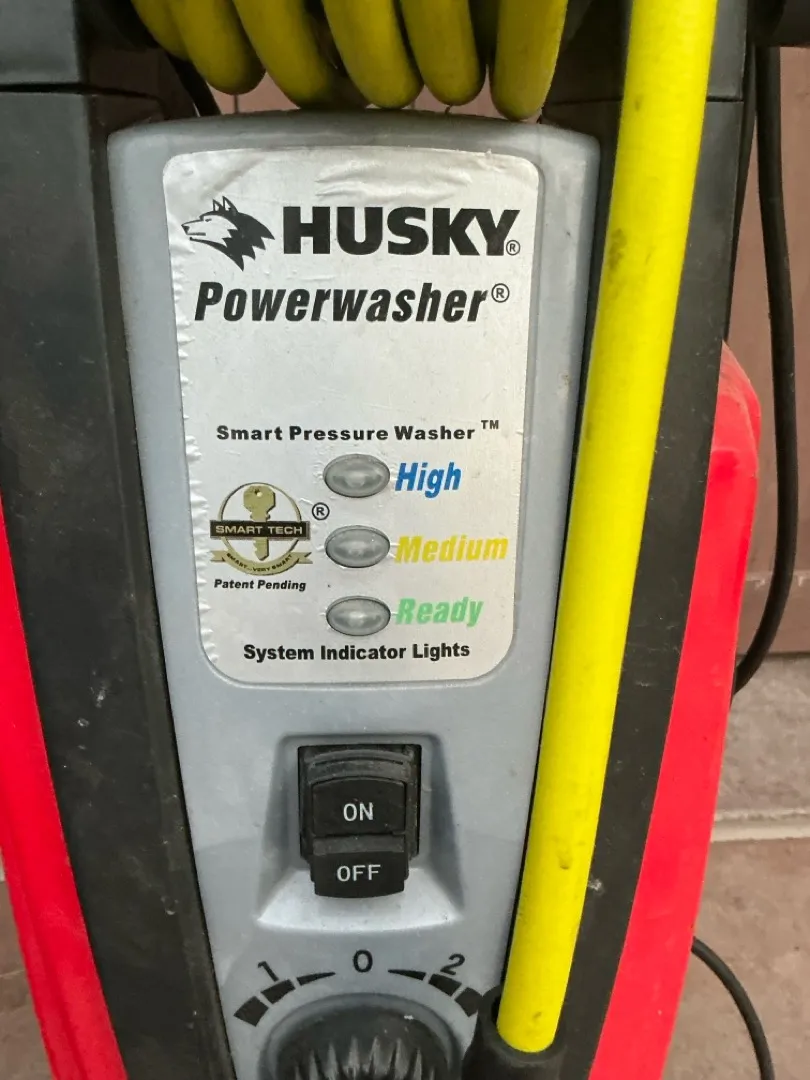 HUSKY®
Powerwasher®
Smart Pressure Washer™
High
®
SMART TECH
Medium
Patent Pending
Ready
System Indicator Lights
ON
OFF
1 0 2